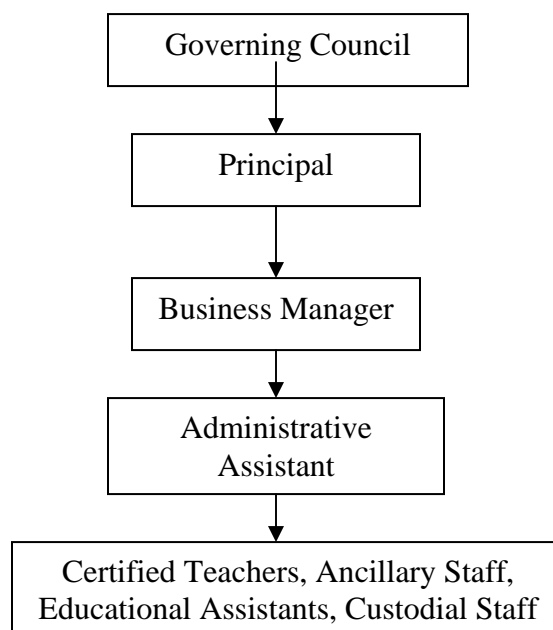 Governing Council
Principal
Business Manager
Administrative
Assistant
Certified Teachers, Ancillary Staff,
Educational Assistants, Custodial Staff